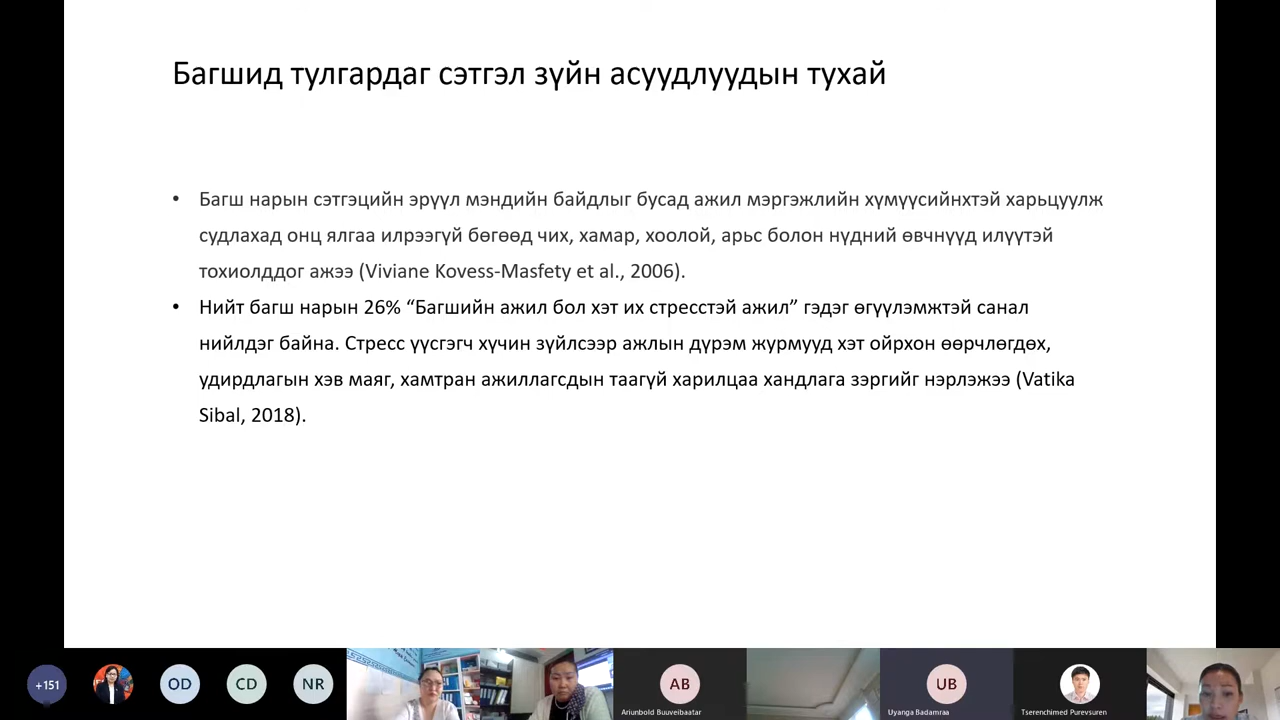 Багшид тулгардаг сэтгэл зүйн асуудлуудын тухай
• Багш нарын сэтгэцийн эрүүл мэндийн байдлыг бусад ажил мэргэжлийн хүмүүсийнхтэй харьцуулж
судлахад онц ялгаа илрээгүй бөгөөд чих, хамар, хоолой, арьс болон нүдний өвчнүүд илүүтэй
тохиолддог ажээ (Viviane Kovess-Masfety et al., 2006).
• Нийт багш нарын 26% “Багшийн ажил бол хэт их стресстэй ажил” гэдэг өгүүлэмжтэй санал
нийлдэг байна. Стресс үүсгэгч хүчин зүйлсээр ажлын дүрэм журмууд хэт ойрхон өөрчлөгдөх,
удирдлагын хэв маяг, хамтран ажиллагсдын таагүй харилцаа хандлага зэргийг нэрлэжээ (Vatika
Sibal, 2018).
+151
OD
CD
NR
AB
Ariunbold Buuveibaatar
UB
Uyanga Badamraa
Tserenchimed Purevsuren